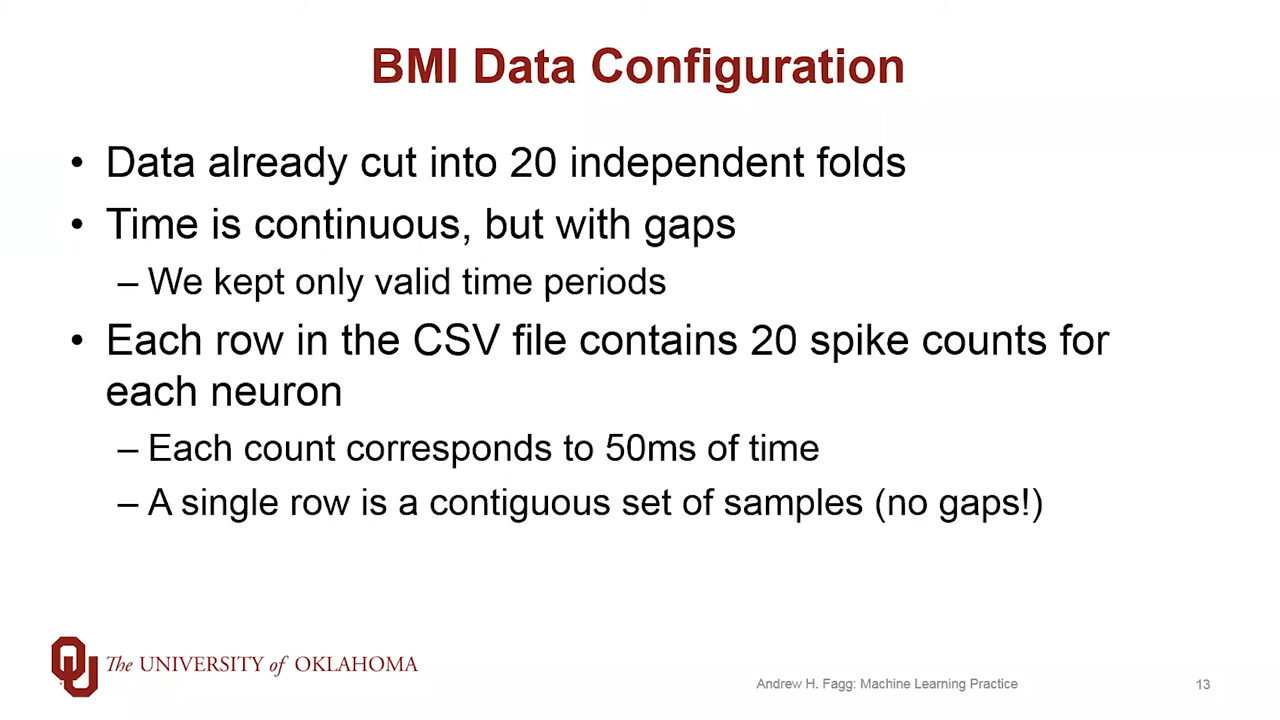 BMI Data Configuration
• Data already cut into 20 independent folds
• Time is continuous, but with gaps
– We kept only valid time periods
• Each row in the CSV file contains 20 spike counts for
each neuron
– Each count corresponds to 50ms of time
– A single row is a contiguous set of samples (no gaps!)
The UNIVERSITY of OKLAHOMA
Andrew H. Fagg: Machine Learning Practice
13